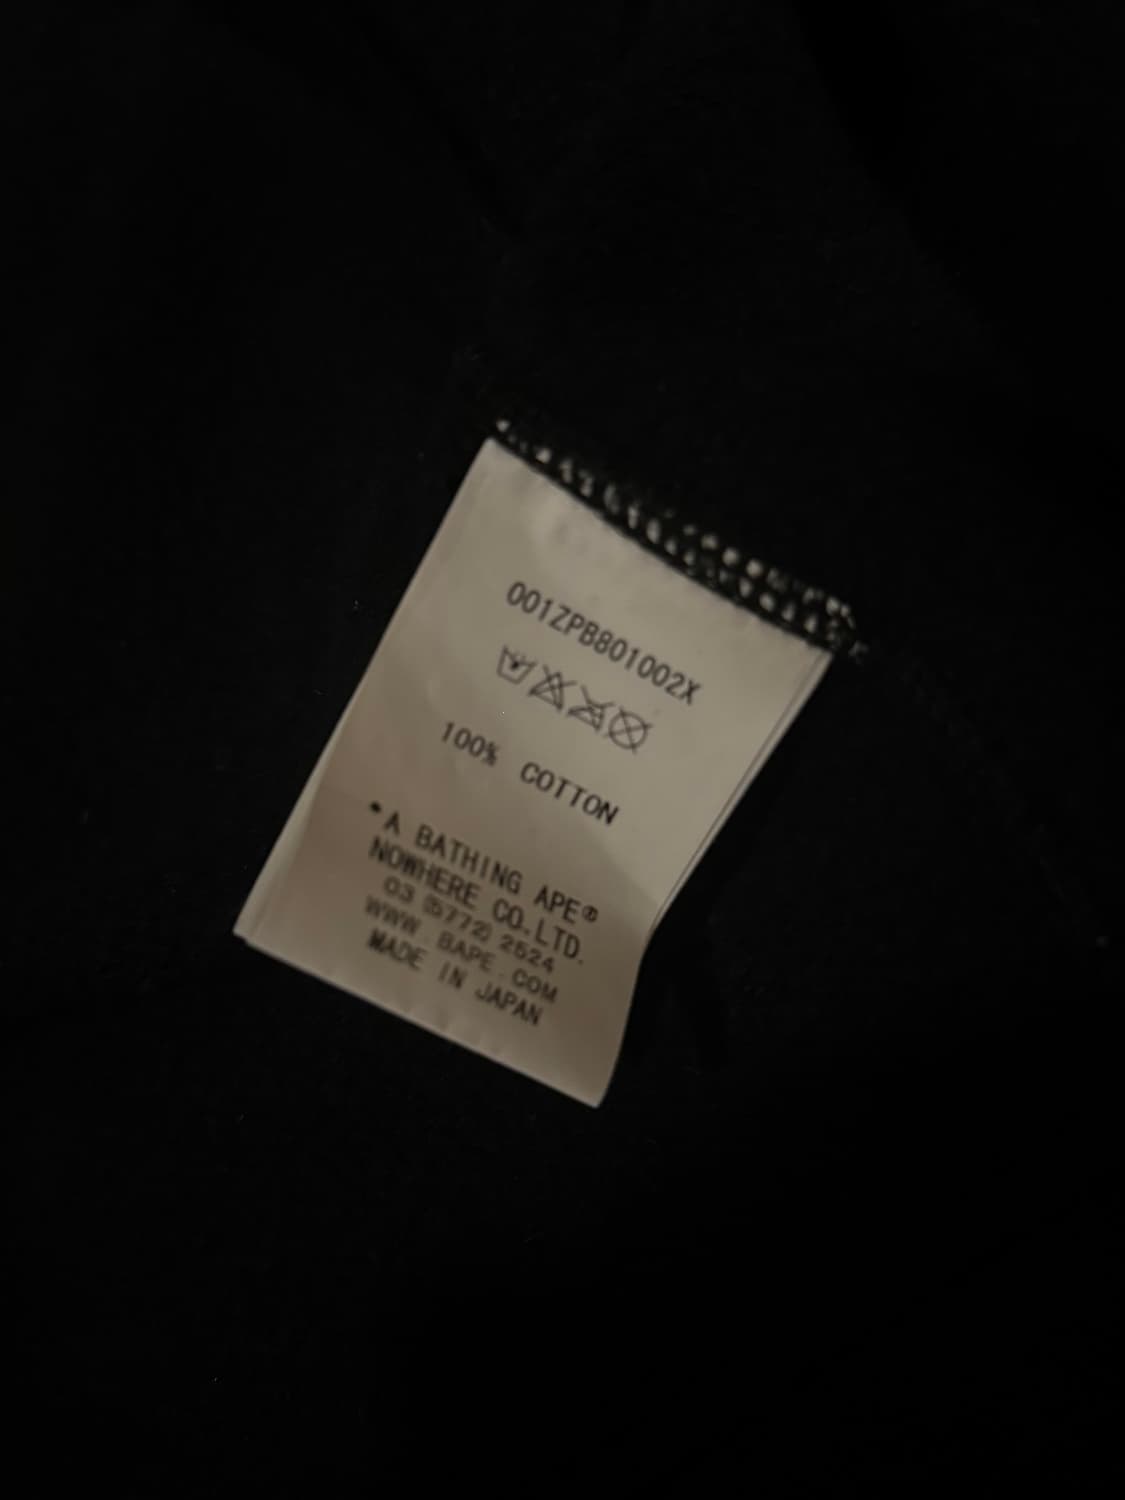 001ZPB801002X
100% COTTON
*A BATHING APE®
NOWHERE CO.,LTD.
03 (5772) 2524
WWW.BAPE.COM
MADE IN JAPAN